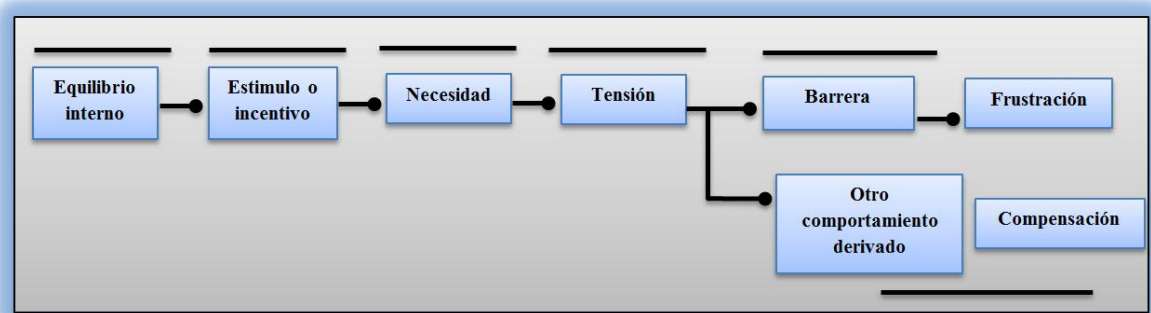 Equilibrio
interno
Estimulo o
incentivo
Necesidad
Tensión
Barrera
Frustración
Otro
comportamiento
derivado
Compensación